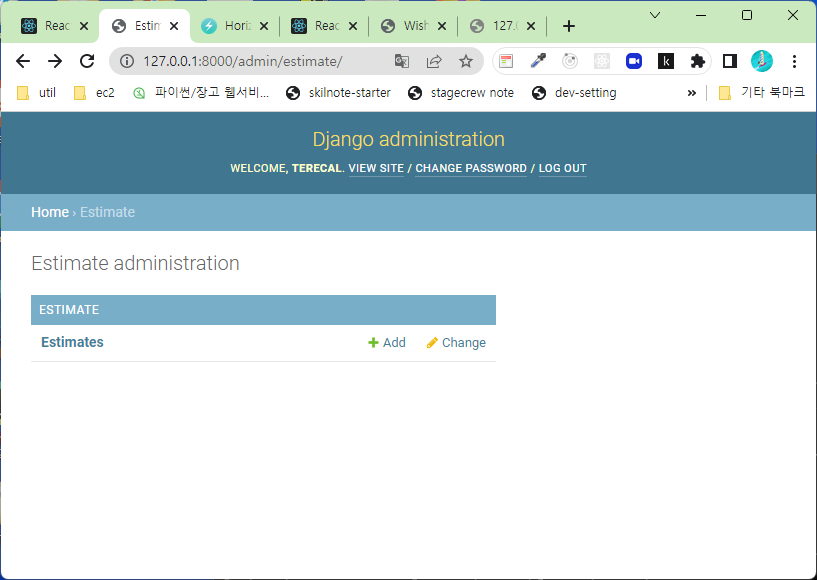 Reac
Estim
Horiz
Reac
Wish
127.0
127.0.0.1:8000/admin/estimate/
util
ec2
파이썬/장고 웹서비...
skilnote-starter
stagecrew note
dev-setting
»
기타 북마크
Django administration
WELCOME, TERECAL. VIEW SITE / CHANGE PASSWORD / LOG OUT
Home › Estimate
Estimate administration
ESTIMATE
Estimates Add Change